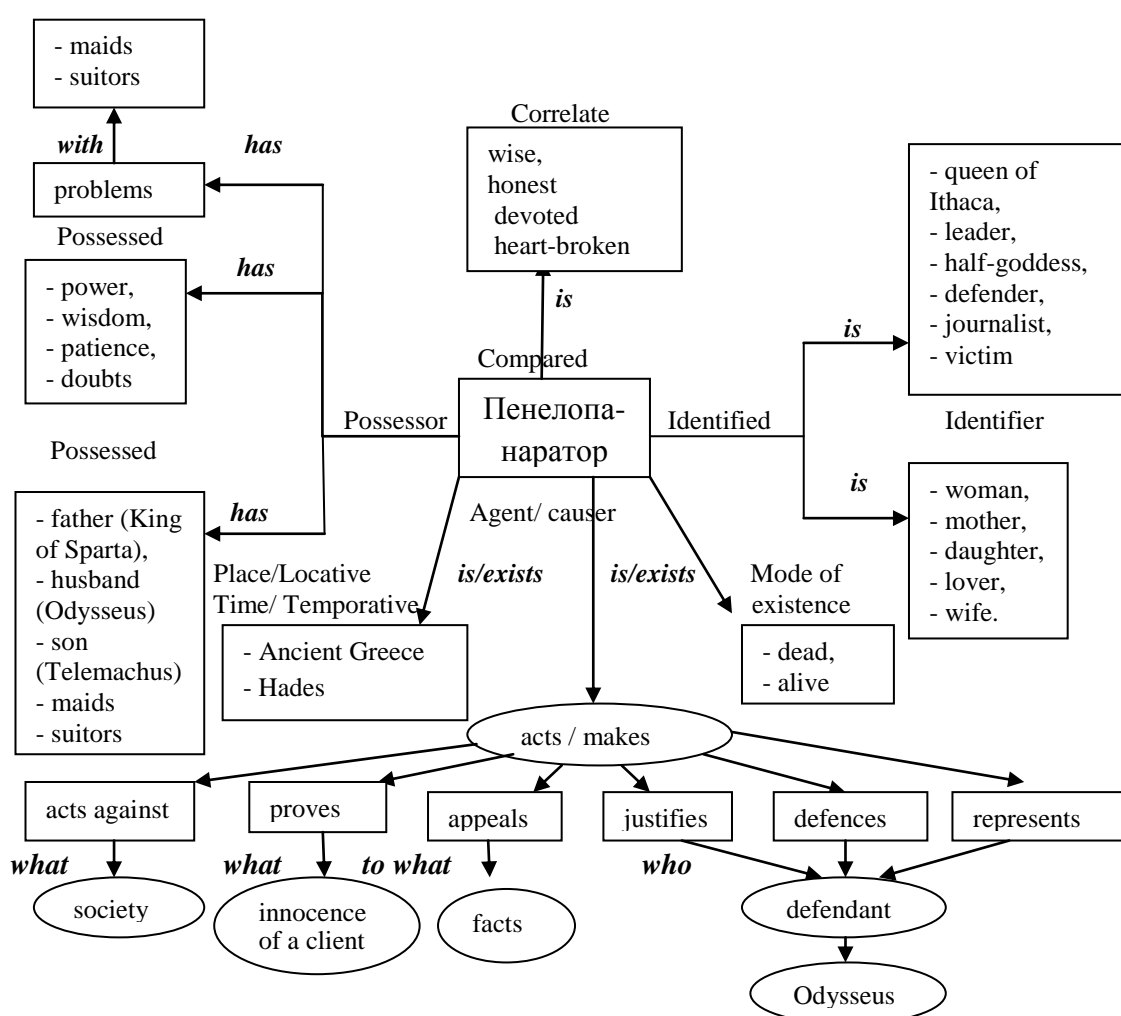 - maids
- suitors
with
has
problems
Possessed
has
- power,
- wisdom,
- patience,
- doubts
Possessed
has
- father (King
of Sparta),
- husband
(Odysseus)
- son
(Telemachus)
- maids
- suitors
Correlate
wise,
honest
devoted
heart-broken
is
Compared
Possessor
Пенелопа-
наратор
Identified
is
- queen of
Ithaca,
- leader,
- half-goddess,
- defender,
- journalist,
- victim
Identifier
is
- woman,
- mother,
- daughter,
- lover,
- wife.
Agent/ causer
is/exists
is/exists
Place/Locative
Time/ Temporative
- Ancient Greece
- Hades
Mode of
existence
- dead,
- alive
acts / makes
acts against
proves
appeals
justifies
defences
represents
what
what
to what
who
society
innocence
of a client
facts
defendant
Odysseus